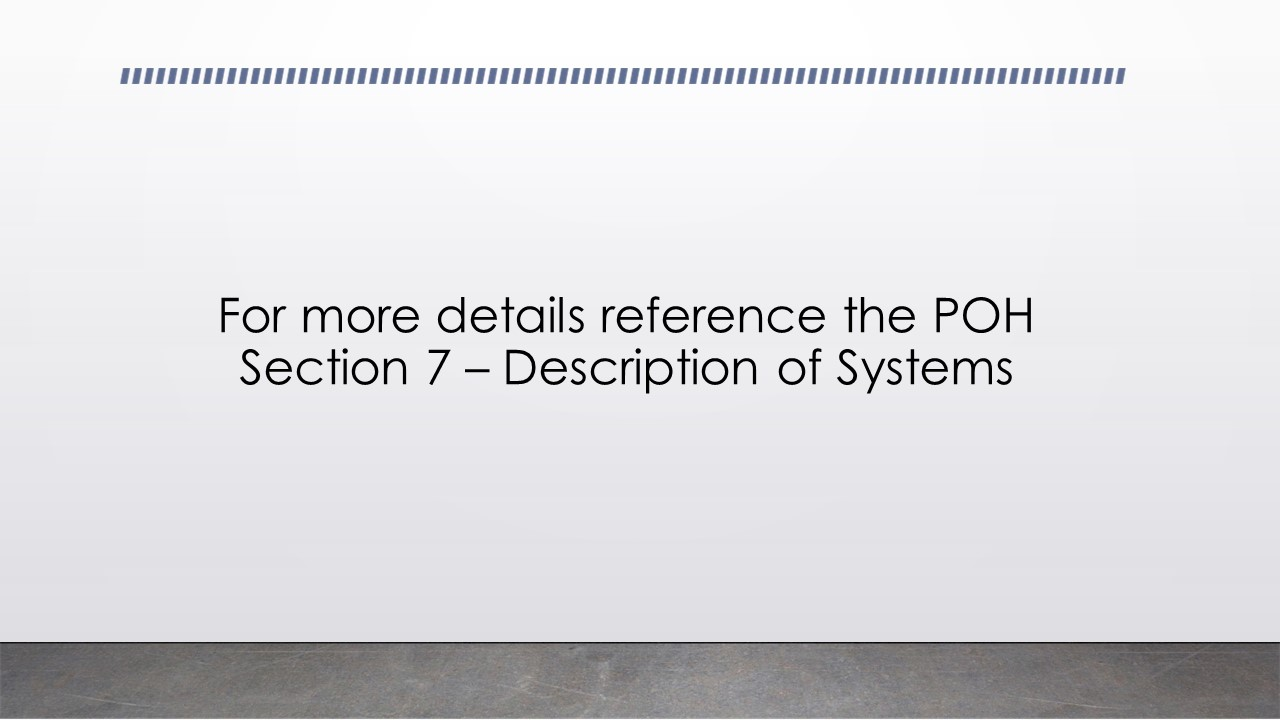 For more details reference the POH
Section 7 – Description of Systems